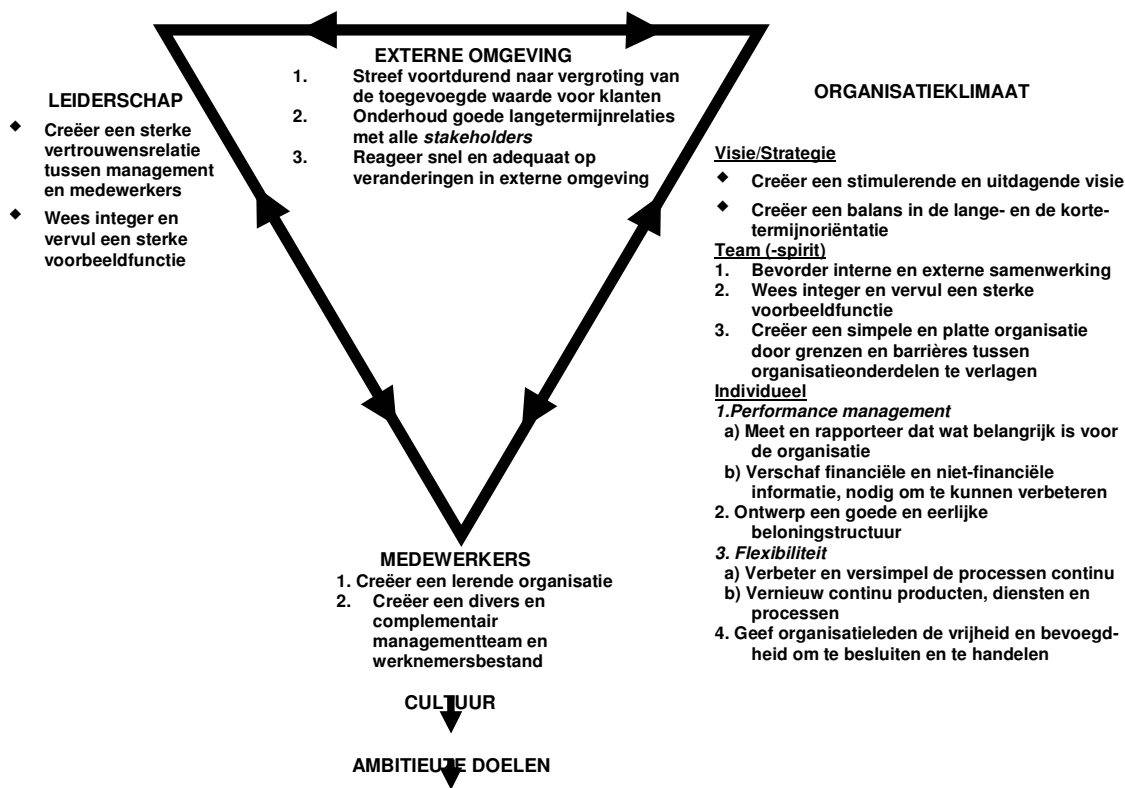 EXTERNE OMGEVING
1. Streef voortdurend naar vergroting van
de toegevoegde waarde voor klanten
2. Onderhoud goede langetermijnrelaties
met alle stakeholders
3. Reageer snel en adequaat op
veranderingen in externe omgeving
LEIDERSCHAP
◆ Creëer een sterke
vertrouwensrelatie
tussen management
en medewerkers
◆ Wees integer en
vervul een sterke
voorbeeldfunctie
ORGANISATIEKLIMAAT
Visie/Strategie
◆ Creëer een stimulerende en uitdagende visie
◆ Creëer een balans in de lange- en de korte-
termijnoriëntatie
Team (-spirit)
1. Bevorder interne en externe samenwerking
2. Wees integer en vervul een sterke
voorbeeldfunctie
3. Creëer een simpele en platte organisatie
door grenzen en barrières tussen
organisatieonderdelen te verlagen
Individueel
1.Performance management
a) Meet en rapporteer dat wat belangrijk is voor
de organisatie
b) Verschaf financiële en niet-financiële
informatie, nodig om te kunnen verbeteren
2. Ontwerp een goede en eerlijke
beloningstructuur
3. Flexibiliteit
a) Verbeter en versimpel de processen continu
b) Vernieuw continu producten, diensten en
processen
4. Geef organisatieleden de vrijheid en bevoegd-
heid om te besluiten en te handelen
MEDEWERKERS
1. Creëer een lerende organisatie
2. Creëer een divers en
complementair
managementteam en
werknemersbestand
CULTUUR
AMBITIEUZE DOELEN